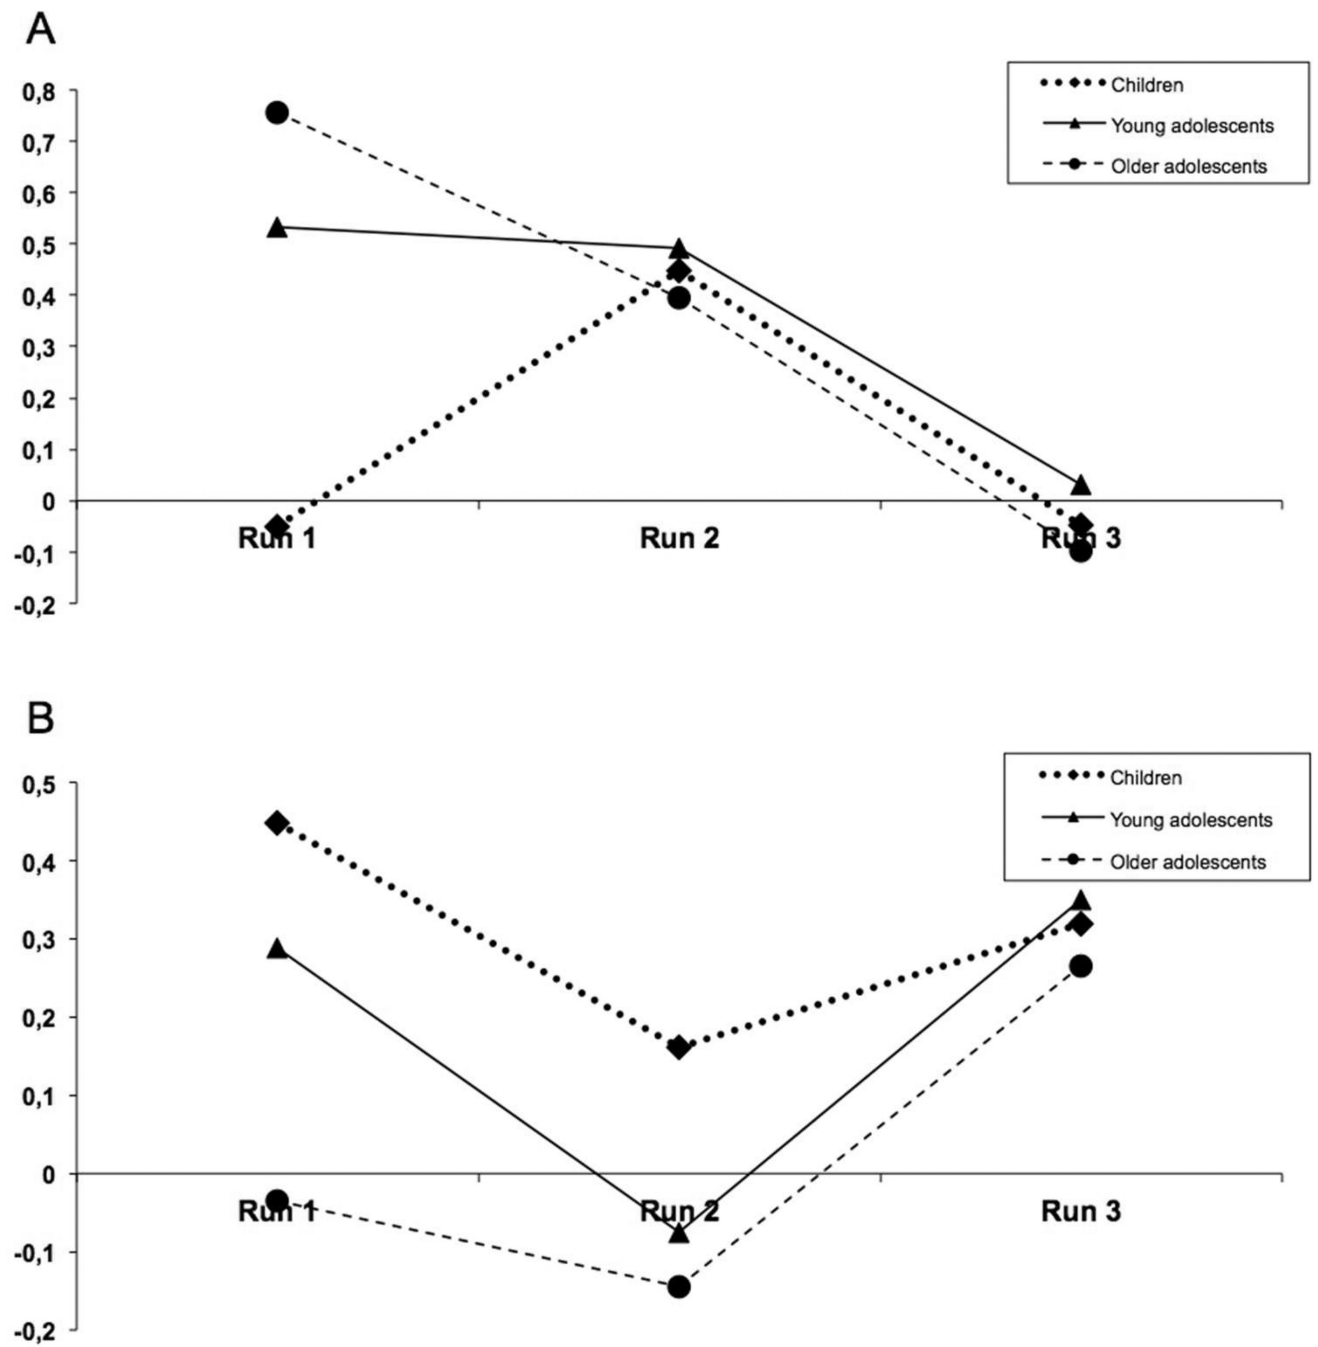 A
Children
Young adolescents
Older adolescents
0,8
0,7
0,6
0,5
0,4
0,3
0,2
0,1
0
-0,1
-0,2
Run 1 Run 2 Run 3
B
Children
Young adolescents
Older adolescents
0,5
0,4
0,3
0,2
0,1
0
-0,1
-0,2
Run 1 Run 2 Run 3